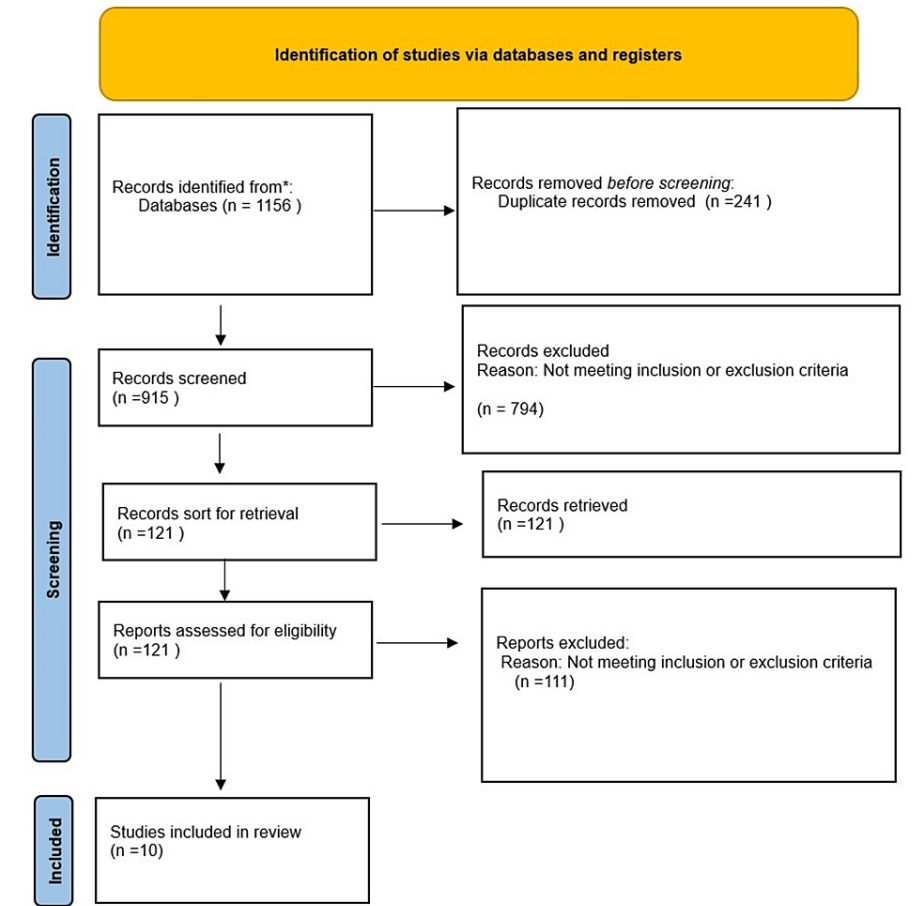 Identification of studies via databases and registers
Identification
Records identified from*:
Databases (n = 1156 )
Records removed before screening:
Duplicate records removed (n =241 )
Screening
Records screened
(n =915 )
Records excluded
Reason: Not meeting inclusion or exclusion criteria
(n = 794)
Records sort for retrieval
(n =121 )
Records retrieved
(n =121 )
Reports assessed for eligibility
(n =121 )
Reports excluded:
Reason: Not meeting inclusion or exclusion criteria
(n =111)
Included
Studies included in review
(n =10)